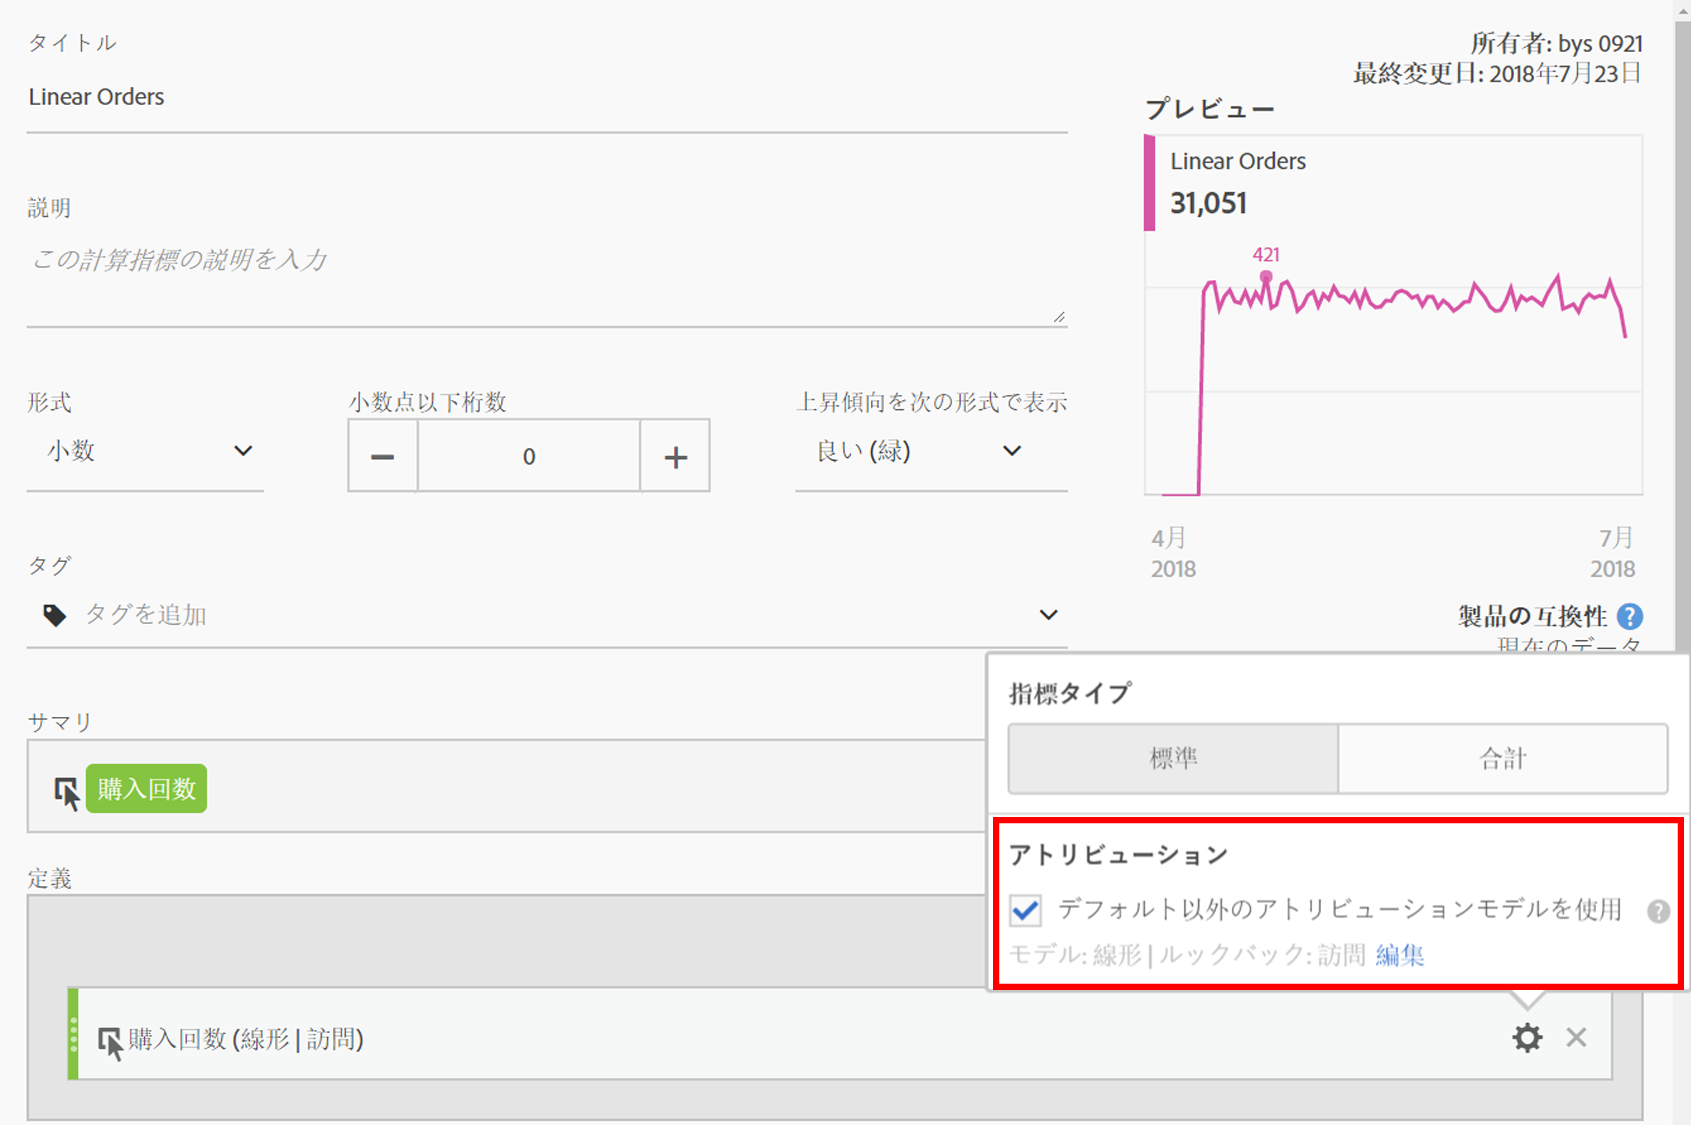 タイトル
Linear Orders
説明
この計算指標の説明を入力
形式
小数
小数点以下桁数
0
上昇傾向を次の形式で表示
良い (緑)
タグ
タグを追加
サマリ
購入回数
定義
購入回数 (線形 | 訪問)
所有者: bys 0921
最終変更日: 2018年7月23日
プレビュー
Linear Orders
31,051
421
4月
2018
7月
2018
製品の互換性 ?
現在のデータ
指標タイプ
標準
合計
アトリビューション
デフォルト以外のアトリビューションモデルを使用 ?
モデル: 線形 | ルックバック: 訪問 編集